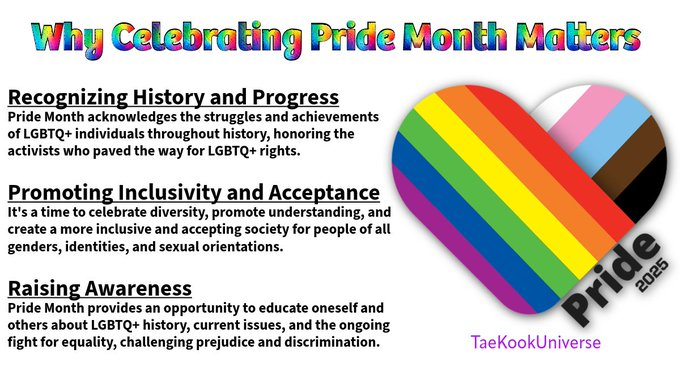 Why Celebrating Pride Month Matters
Recognizing History and Progress
Pride Month acknowledges the struggles and achievements
of LGBTQ+ individuals throughout history, honoring the
activists who paved the way for LGBTQ+ rights.
Promoting Inclusivity and Acceptance
It's a time to celebrate diversity, promote understanding, and
create a more inclusive and accepting society for people of all
genders, identities, and sexual orientations.
Raising Awareness
Pride Month provides an opportunity to educate oneself and
others about LGBTQ+ history, current issues, and the ongoing
fight for equality, challenging prejudice and discrimination.
Pride
2025
TaeKookUniverse